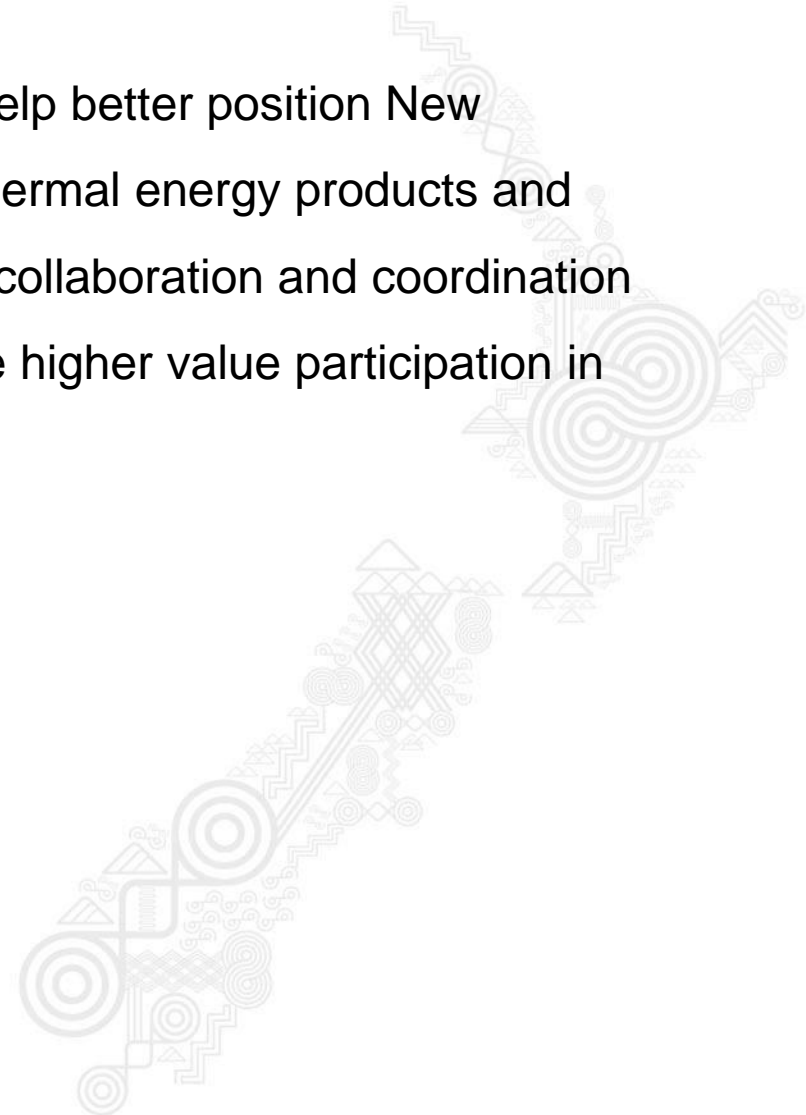 elp better position New
ermal energy products and
collaboration and coordination
higher value participation in